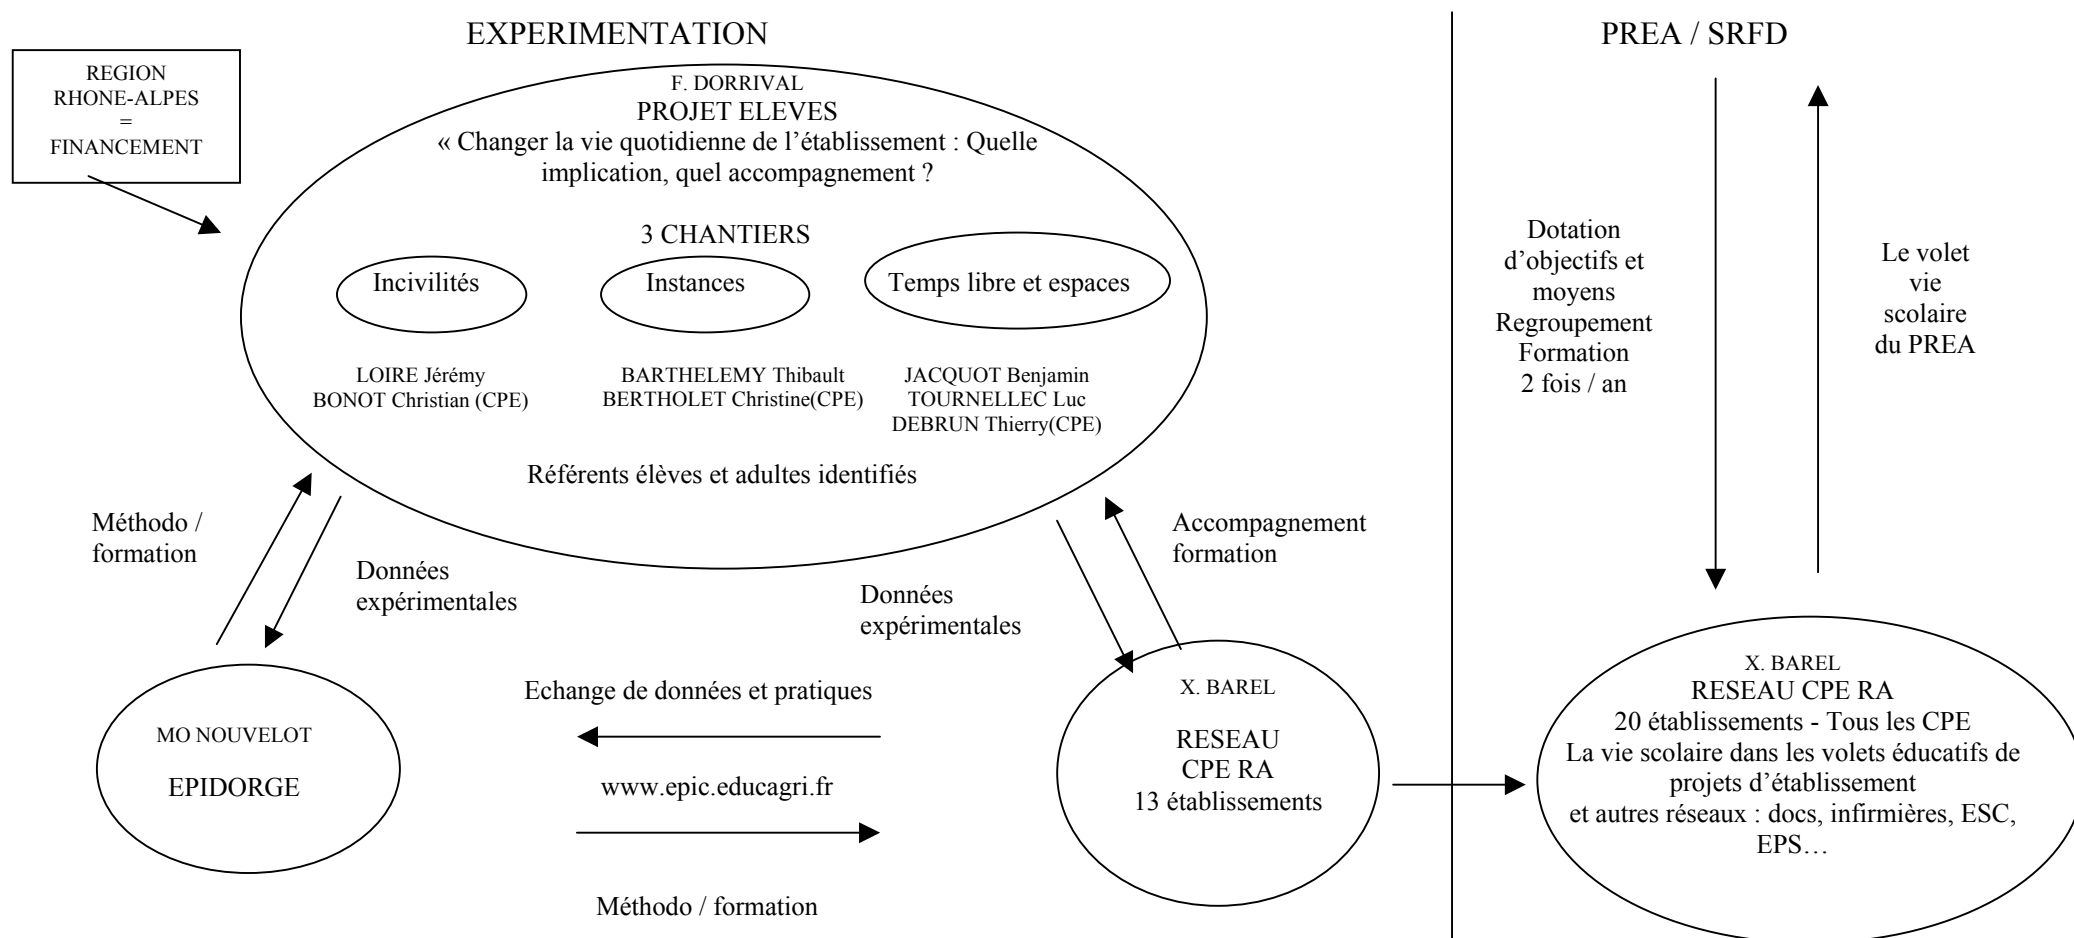 EXPERIMENTATION
PREA / SRFD
REGION
RHONE-ALPES
=
FINANCEMENT
F. DORRIVAL
PROJET ELEVES
« Changer la vie quotidienne de l’établissement : Quelle
implication, quel accompagnement ?
3 CHANTIERS
Incivilités
Instances
Temps libre et espaces
LOIRE Jérémy
BONOT Christian (CPE)
BARTHELEMY Thibault
BERTHOLET Christine(CPE)
JACQUOT Benjamin
TOURNELLEC Luc
DEBRUN Thierry(CPE)
Référents élèves et adultes identifiés
Méthodo /
formation
Données
expérimentales
Données
expérimentales
Accompagnement
formation
Dotation
d’objectifs et
moyens
Regroupement
Formation
2 fois / an
Le volet
vie
scolaire
du PREA
MO NOUVELOT
EPIDORGE
Echange de données et pratiques
www.epic.educagri.fr
Méthodo / formation
X. BAREL
RESEAU
CPE RA
13 établissements
X. BAREL
RESEAU CPE RA
20 établissements - Tous les CPE
La vie scolaire dans les volets éducatifs de
projets d’établissement
et autres réseaux : docs, infirmières, ESC,
EPS…